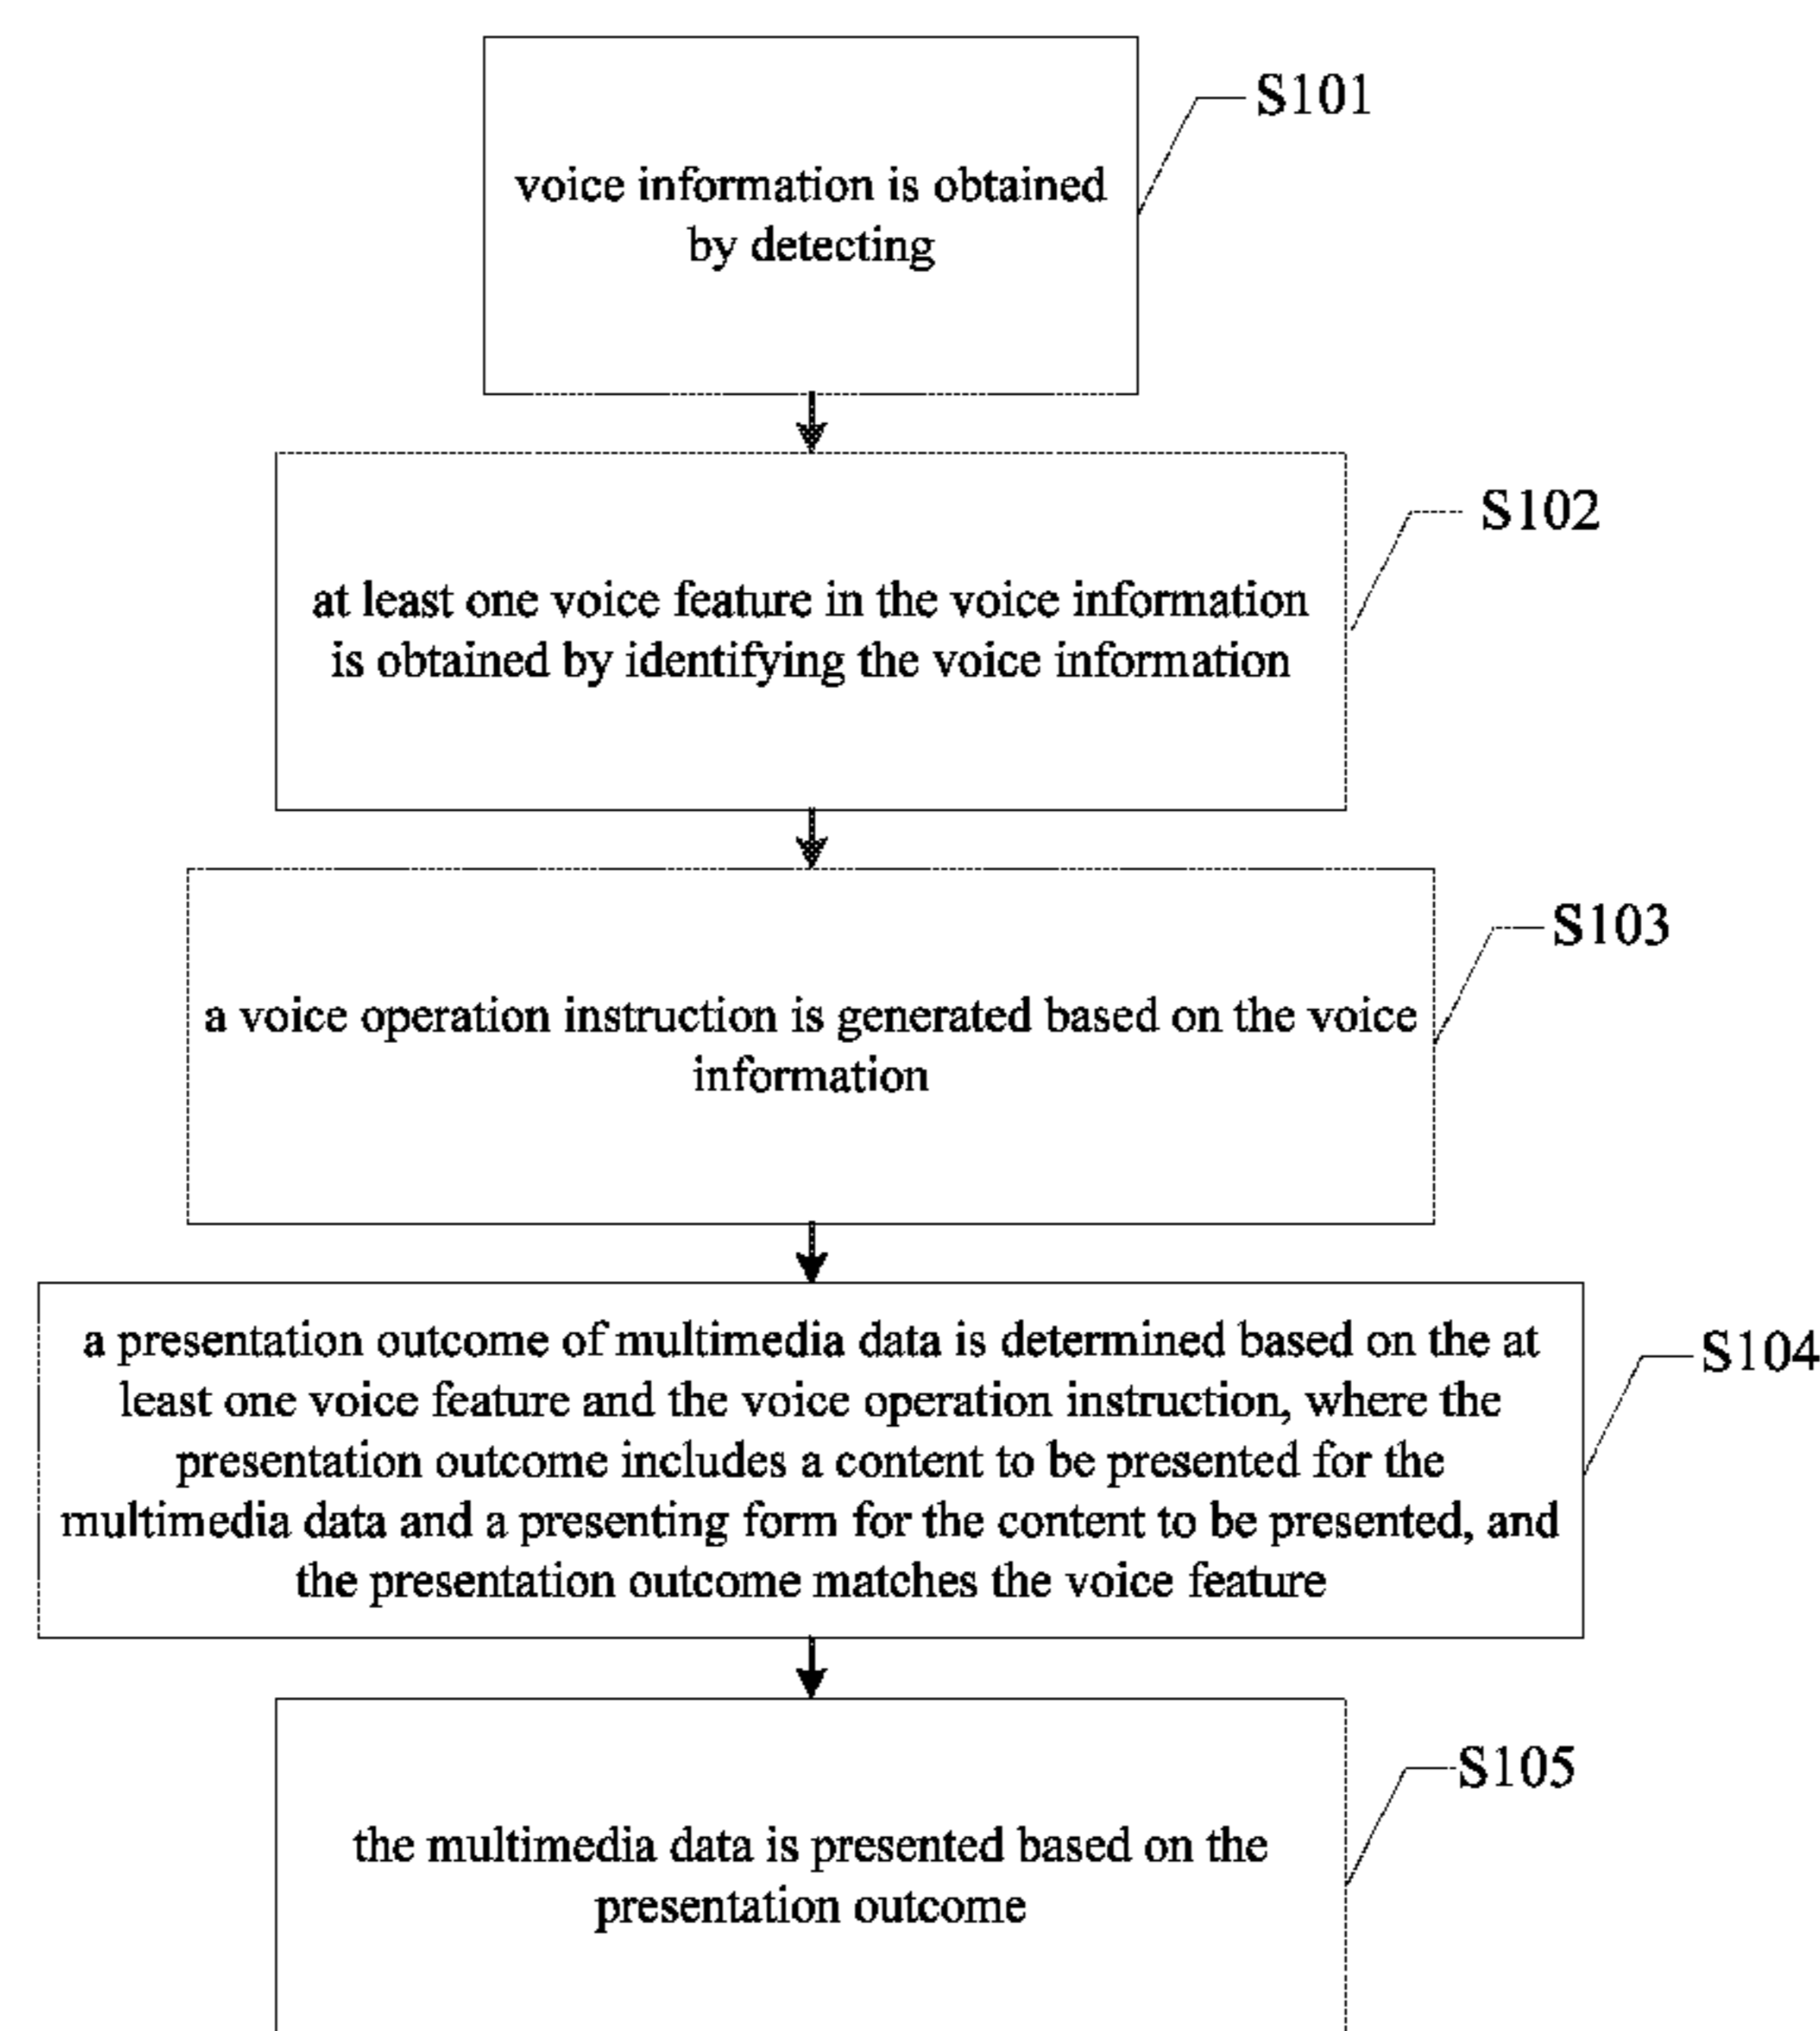 S101
voice information is obtained
by detecting
S102
at least one voice feature in the voice information
is obtained by identifying the voice information
S103
a voice operation instruction is generated based on the voice
information
a presentation outcome of multimedia data is determined based on the at
S104
least one voice feature and the voice operation instruction, where the
presentation outcome includes a content to be presented for the
multimedia data and a presenting form for the content to be presented, and
the presentation outcome matches the voice feature
S105
the multimedia data is presented based on the
presentation outcome